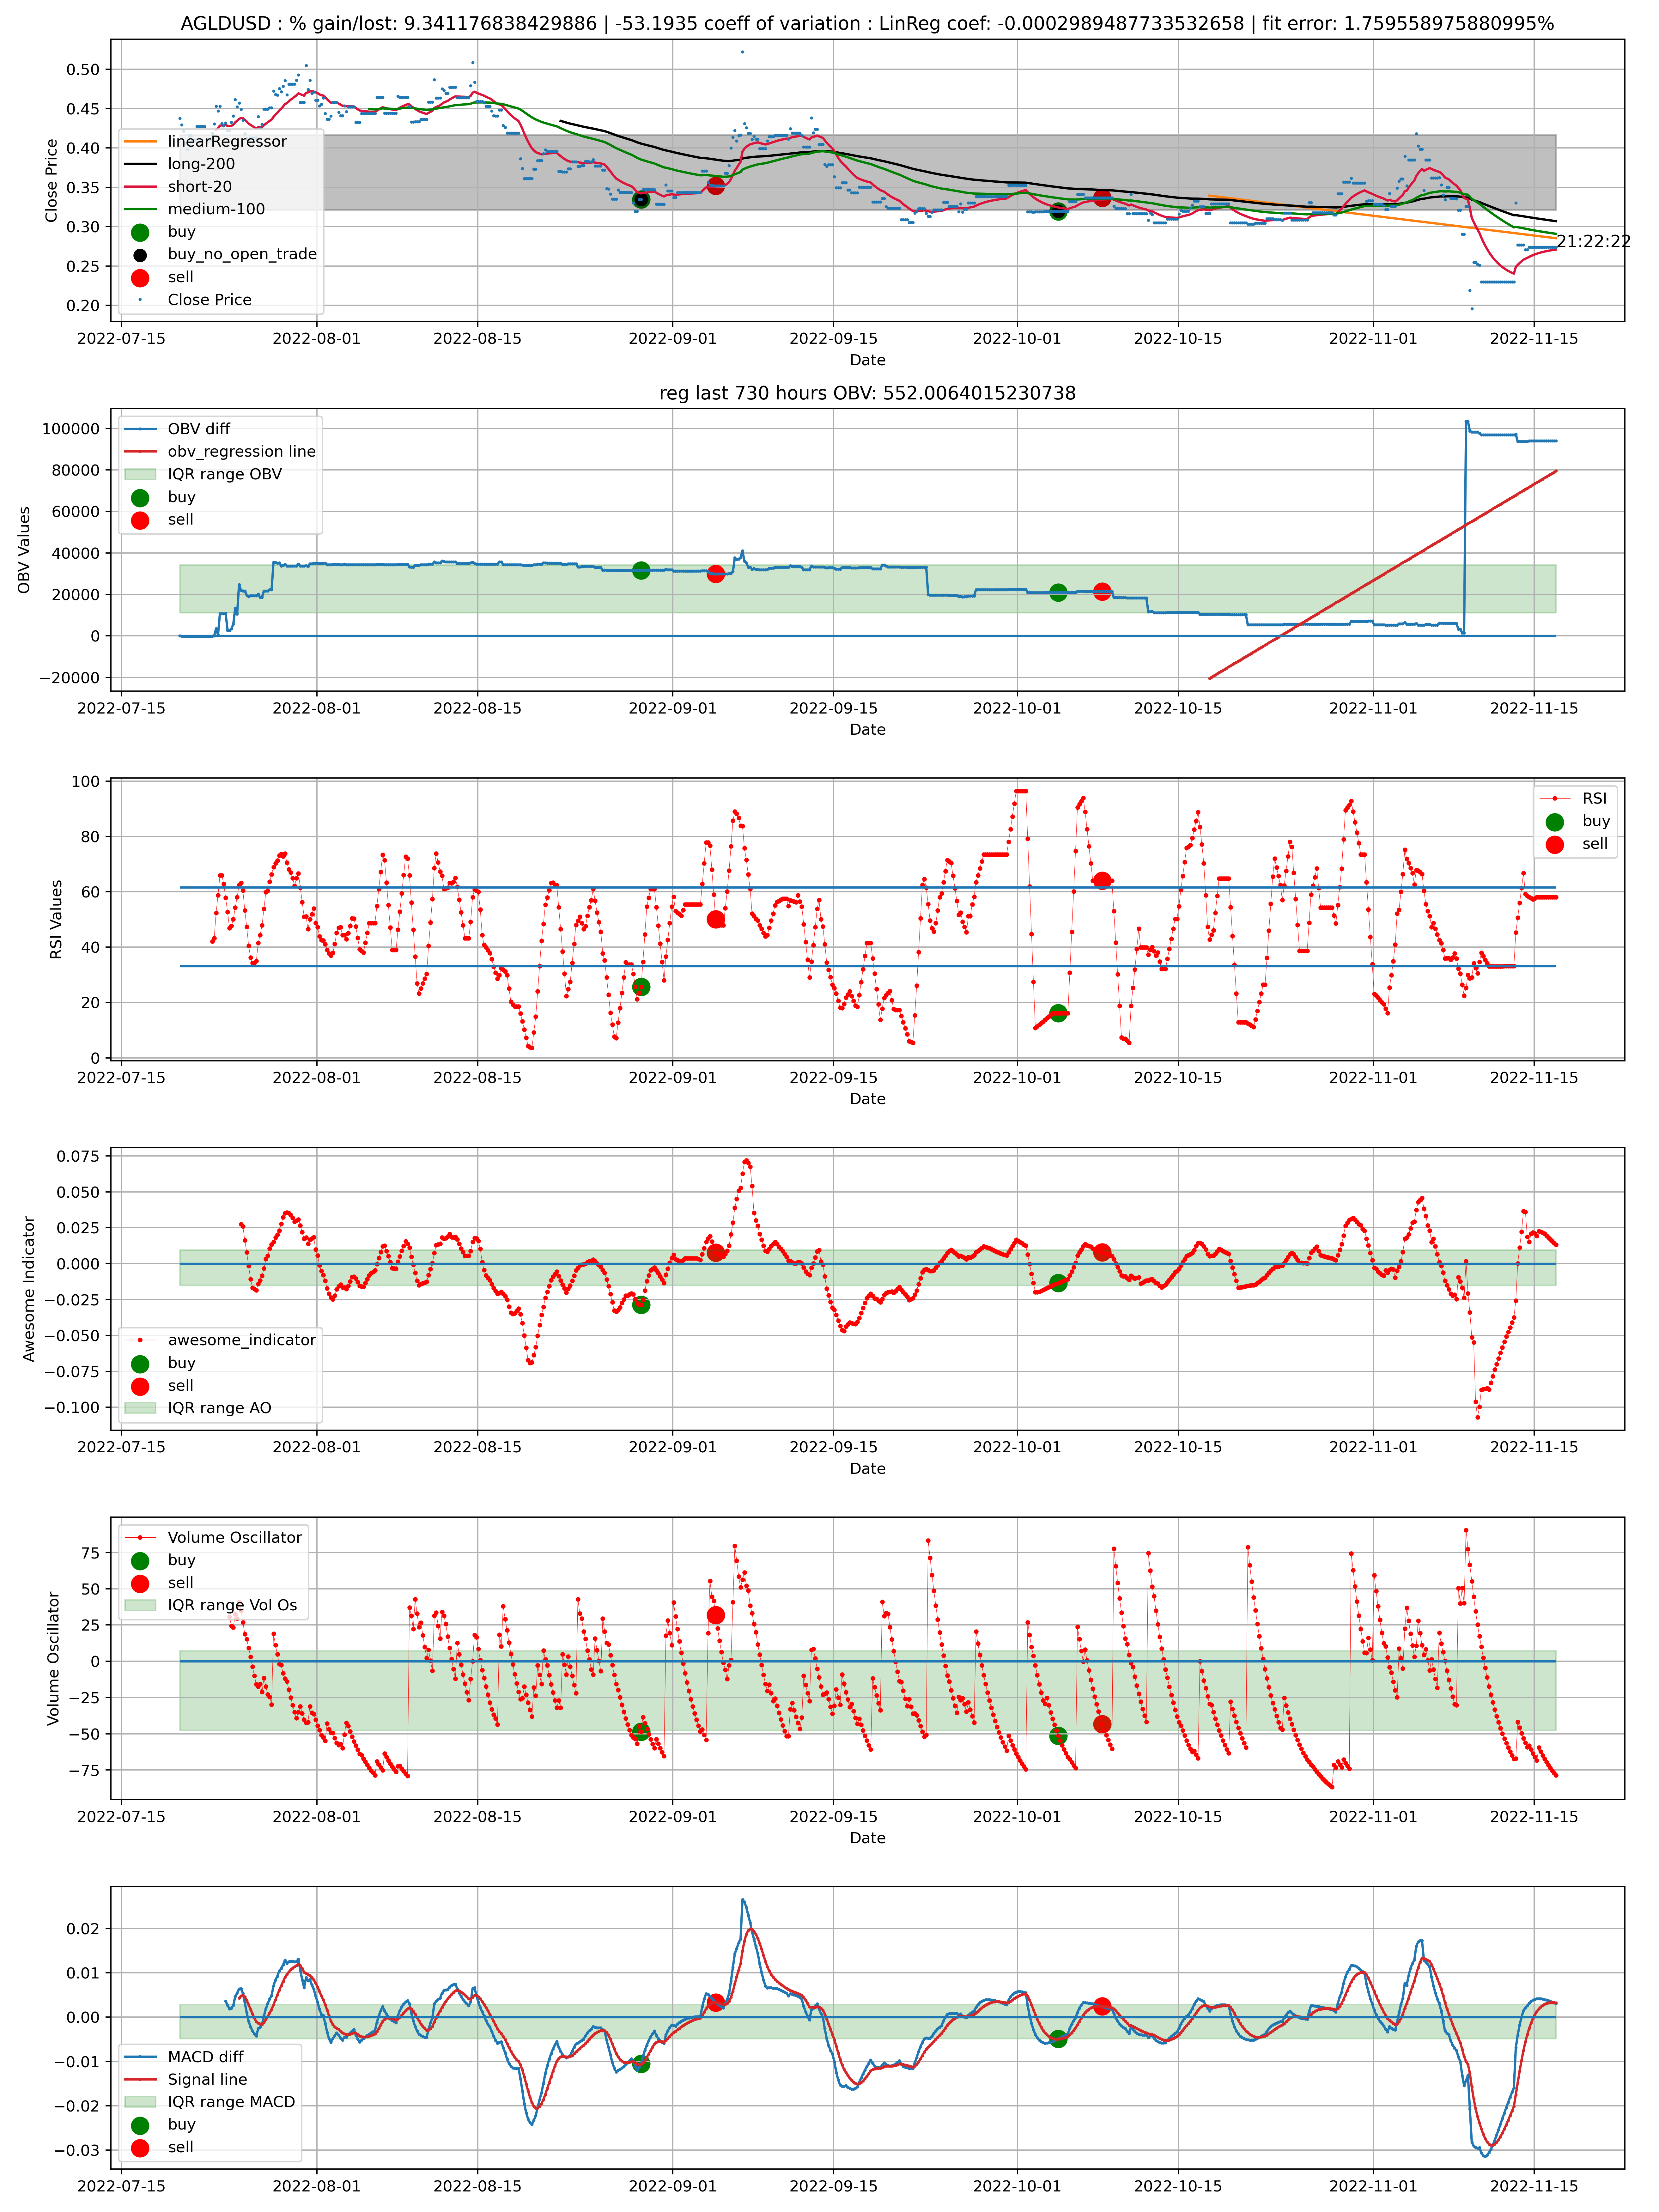 AGLDUSD : % gain/lost: 9.341176838429886 | -53.1935 coeff of variation : LinReg coef: -0.0002989487733532658 | fit error: 1.759558975880995%
Close Price
0.50
0.45
0.40
0.35
0.30
0.25
0.20
linearRegressor
long-200
short-20
medium-100
buy
buy_no_open_trade
sell
Close Price
21:22:22
2022-07-15 2022-08-01 2022-08-15 2022-09-01 2022-09-15 2022-10-01 2022-10-15 2022-11-01 2022-11-15
Date
reg last 730 hours OBV: 552.0064015230738
OBV Values
100000
80000
60000
40000
20000
0
−20000
OBV diff
obv_regression line
IQR range OBV
buy
sell
2022-07-15 2022-08-01 2022-08-15 2022-09-01 2022-09-15 2022-10-01 2022-10-15 2022-11-01 2022-11-15
Date
RSI Values
100
80
60
40
20
0
RSI
buy
sell
2022-07-15 2022-08-01 2022-08-15 2022-09-01 2022-09-15 2022-10-01 2022-10-15 2022-11-01 2022-11-15
Date
Awesome Indicator
0.075
0.050
0.025
0.000
−0.025
−0.050
−0.075
−0.100
awesome_indicator
buy
sell
IQR range AO
2022-07-15 2022-08-01 2022-08-15 2022-09-01 2022-09-15 2022-10-01 2022-10-15 2022-11-01 2022-11-15
Date
Volume Oscillator
75
50
25
0
−25
−50
−75
Volume Oscillator
buy
sell
IQR range Vol Os
2022-07-15 2022-08-01 2022-08-15 2022-09-01 2022-09-15 2022-10-01 2022-10-15 2022-11-01 2022-11-15
Date
0.02
0.01
0.00
−0.01
−0.02
−0.03
MACD diff
Signal line
IQR range MACD
buy
sell
2022-07-15 2022-08-01 2022-08-15 2022-09-01 2022-09-15 2022-10-01 2022-10-15 2022-11-01 2022-11-15